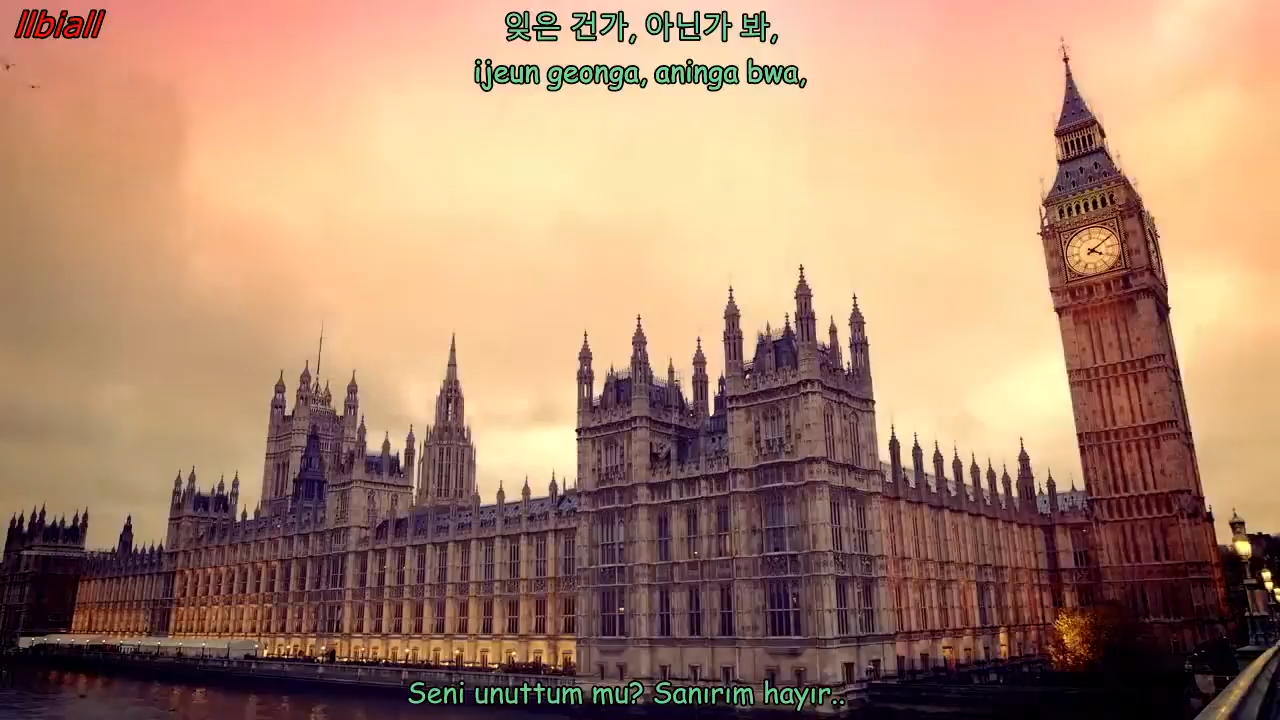 llbiall
잊은 건가, 아닌가 봐,
ijeun geonga, aninga bwa,
Seni unuttum mu? Sanırım hayır..